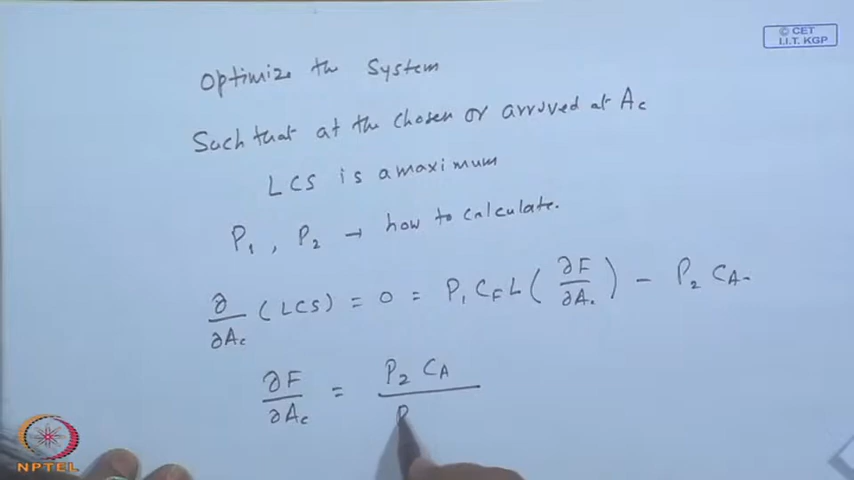 © CET
I.I.T. KGP
Optimize the System
Such that at the chosen or arrived at Ac
LCS is a maximum
P1, P2 → how to calculate.
∂/∂Ac (LCS) = 0 = P1 CF L (∂F/∂Ac) - P2 CA
∂F/∂Ac = P2 CA / P
NPTEL